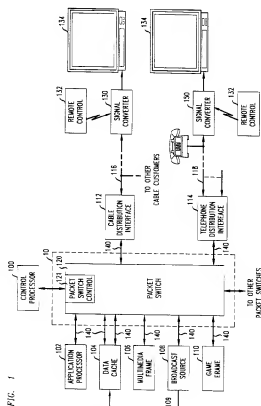 FIG. 1
100
CONTROL
PROCESSOR
10
120
121
PACKET
SWITCH
CONTROL
PACKET
SWITCH
TO OTHER
PACKET SWITCHES
102
APPLICATION
PROCESSOR
140
104
DATA
CACHE
140
106
MULTIMEDIA
FRAME
140
108
BROADCAST
SOURCE
140
109
110
GAME
FRAME
140
140
112
CABLE
DISTRIBUTION
INTERFACE
116
TO OTHER
CABLE CUSTOMERS
130
SIGNAL
CONVERTER
132
REMOTE
CONTROL
134
140
114
TELEPHONE
DISTRIBUTION
INTERFACE
118
150
SIGNAL
CONVERTER
132
REMOTE
CONTROL
134